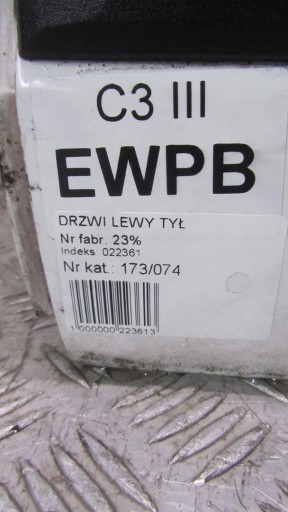 C3 III
EWPB
DRZWI LEWY TYŁ
Nr fabr. 23%
Indeks 022361
Nr kat.: 173/074
1 000000 223613